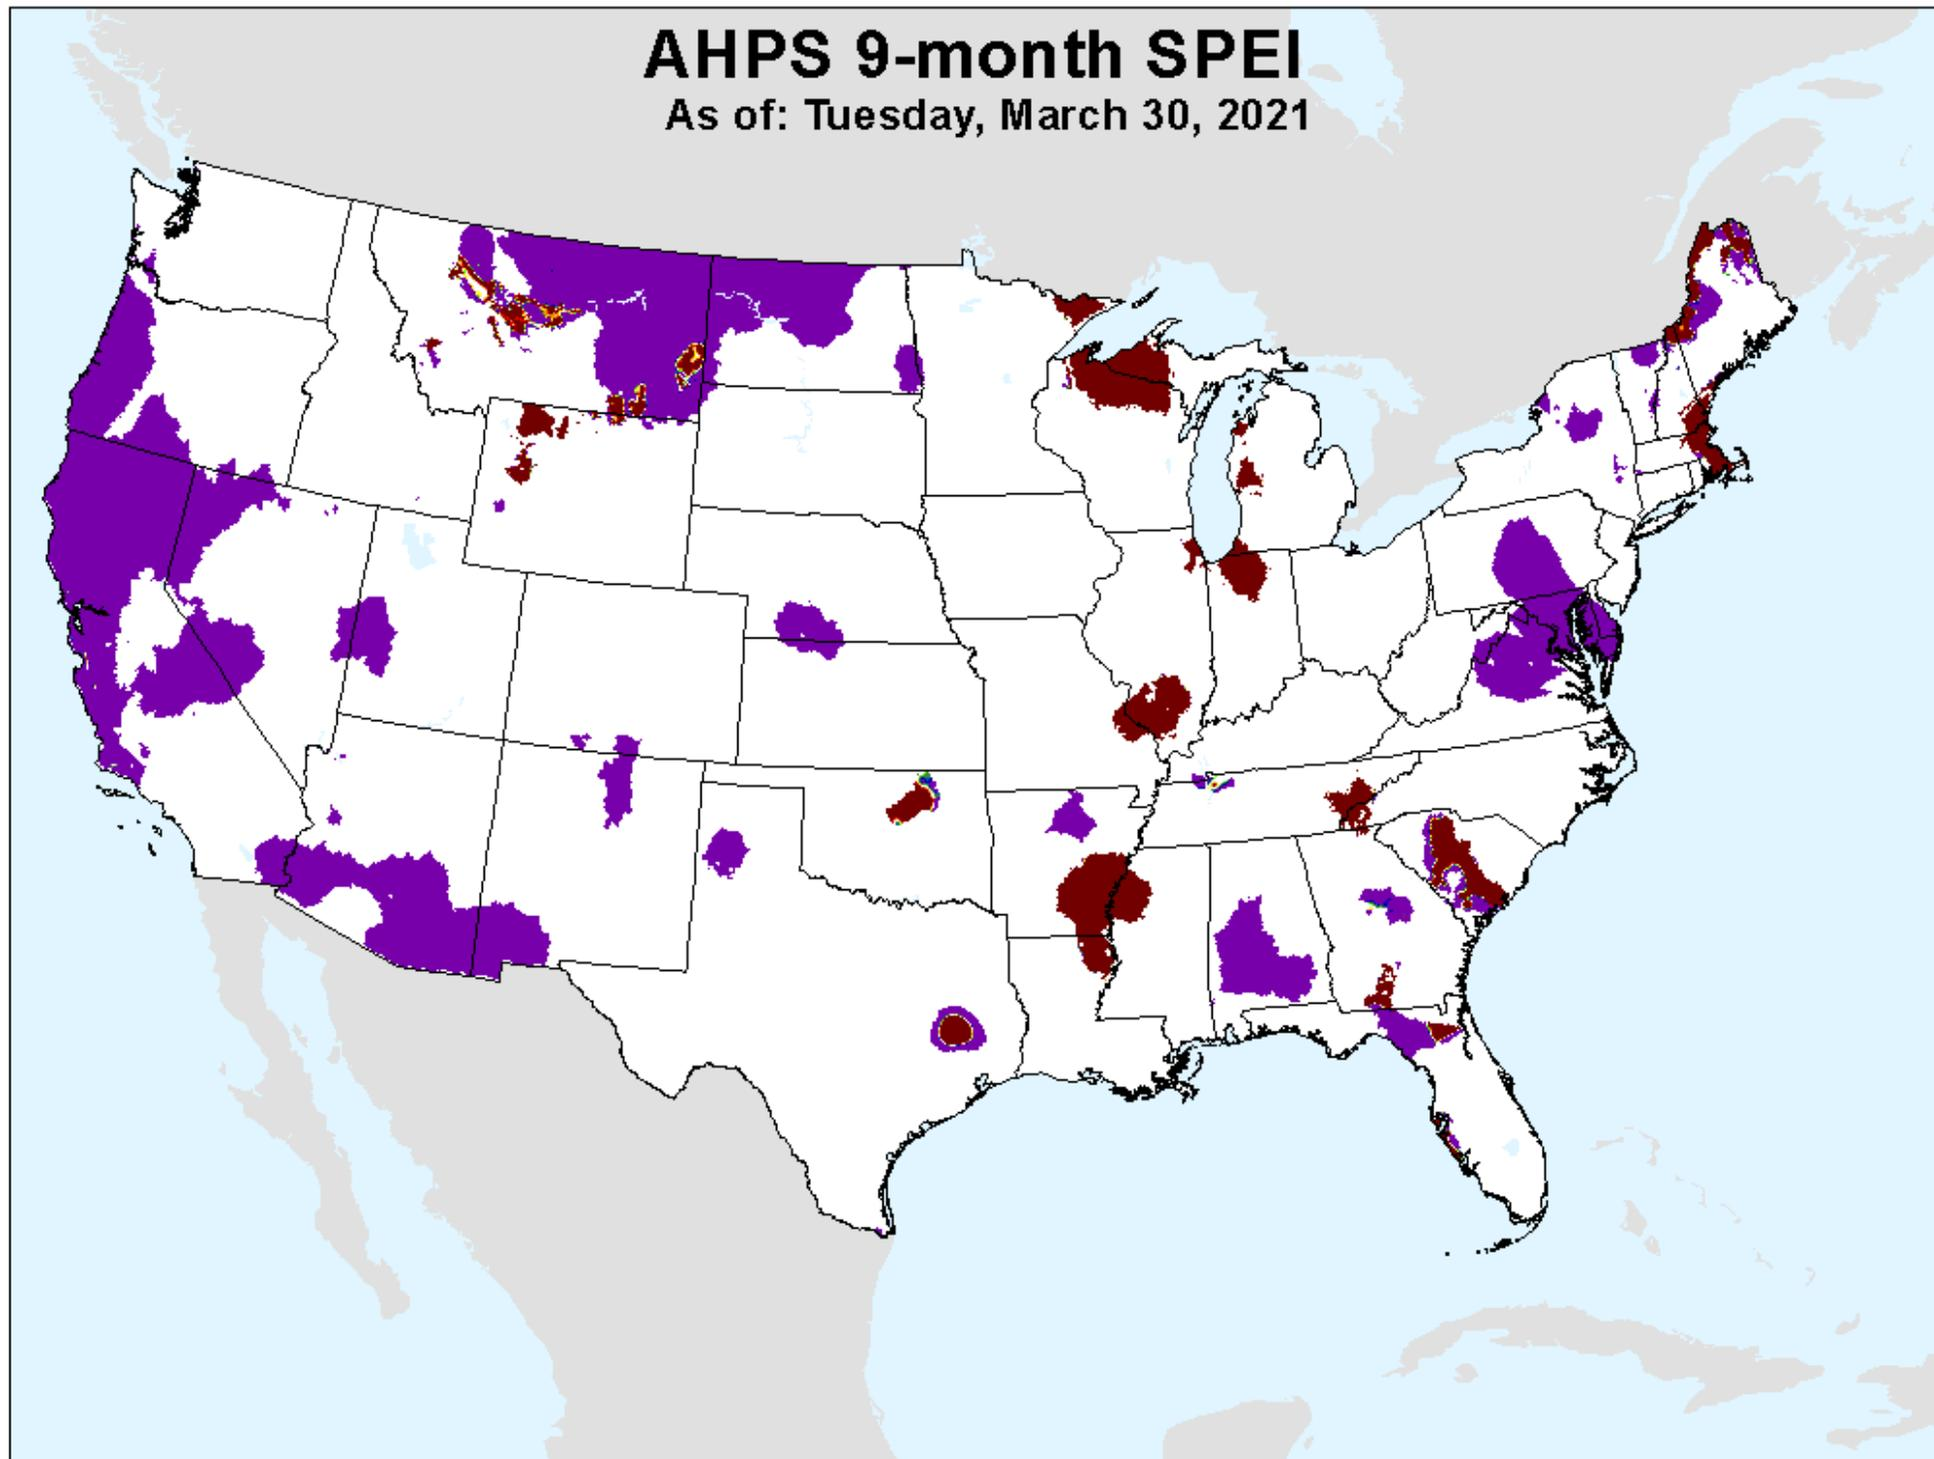 AHPS 9-month SPEI
As of: Tuesday, March 30, 2021